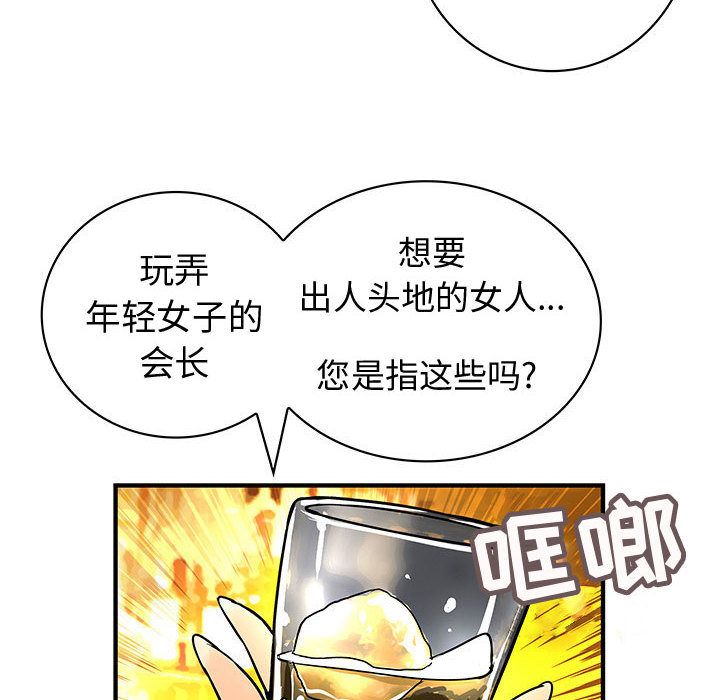 玩弄
年轻女子的
会长
想要
出人头地的女人...
您是指这些吗?
哐啷